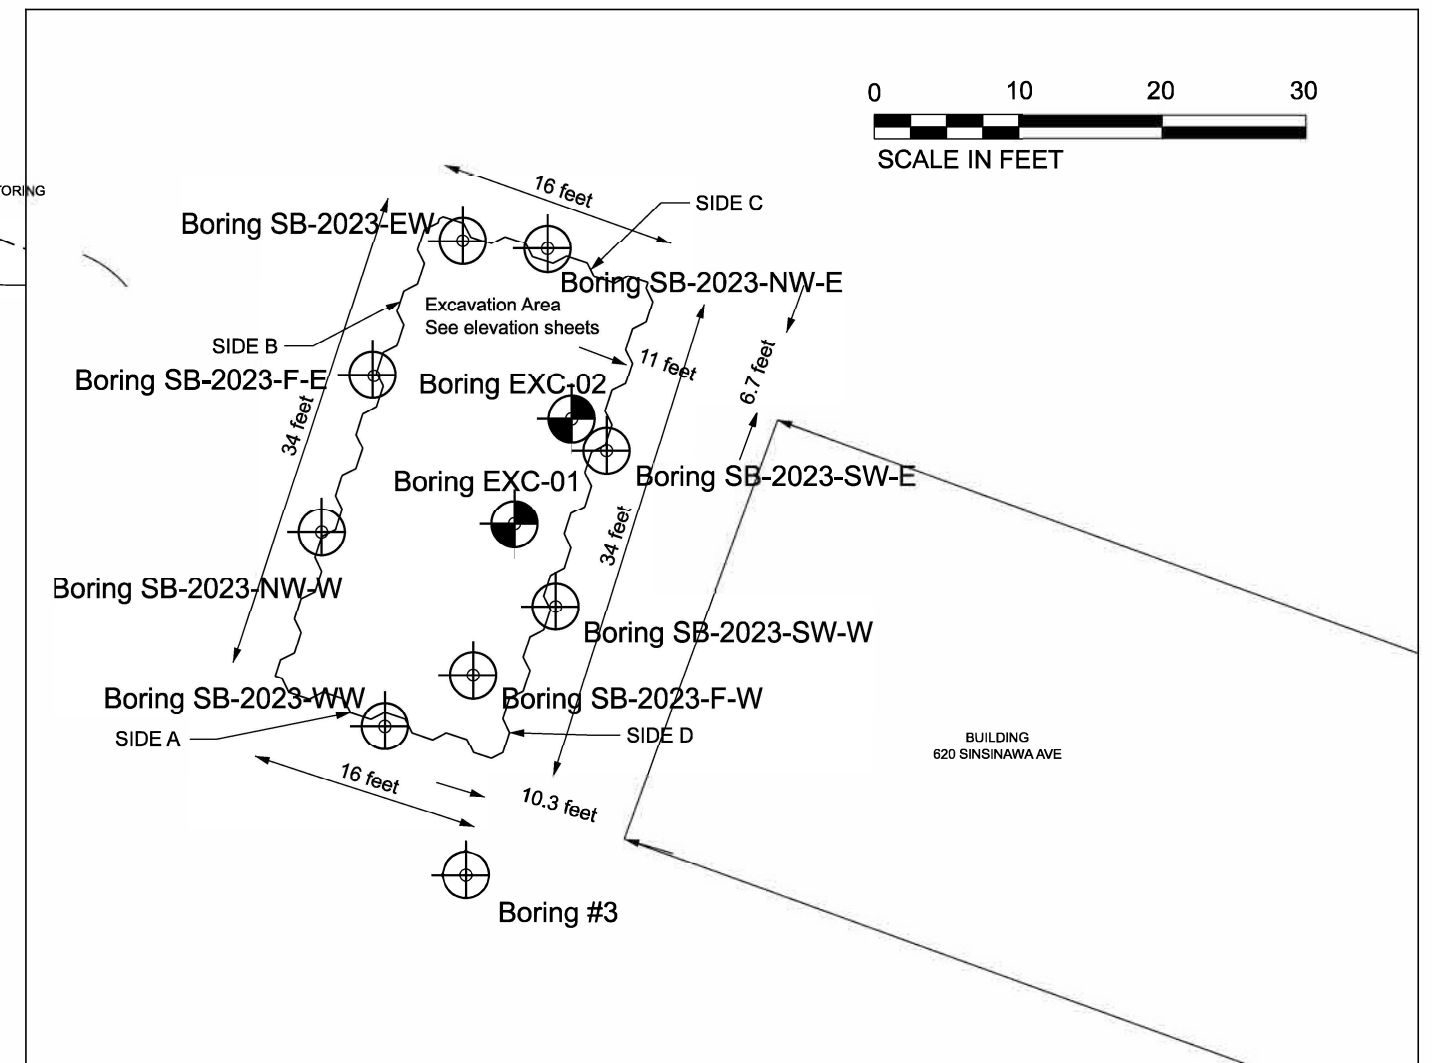 0 10 20 30
SCALE IN FEET
16 feet
SIDE C
Boring SB-2023-EW
Boring SB-2023-NW-E
Excavation Area
See elevation sheets
SIDE B
11 feet
6.7 feet
Boring SB-2023-F-E
Boring EXC-02
34 feet
Boring SB-2023-SW-E
Boring EXC-01
34 feet
Boring SB-2023-NW-W
Boring SB-2023-SW-W
Boring SB-2023-WW
Boring SB-2023-F-W
SIDE A
SIDE D
BUILDING
620 SINSINAWA AVE
16 feet
10.3 feet
Boring #3